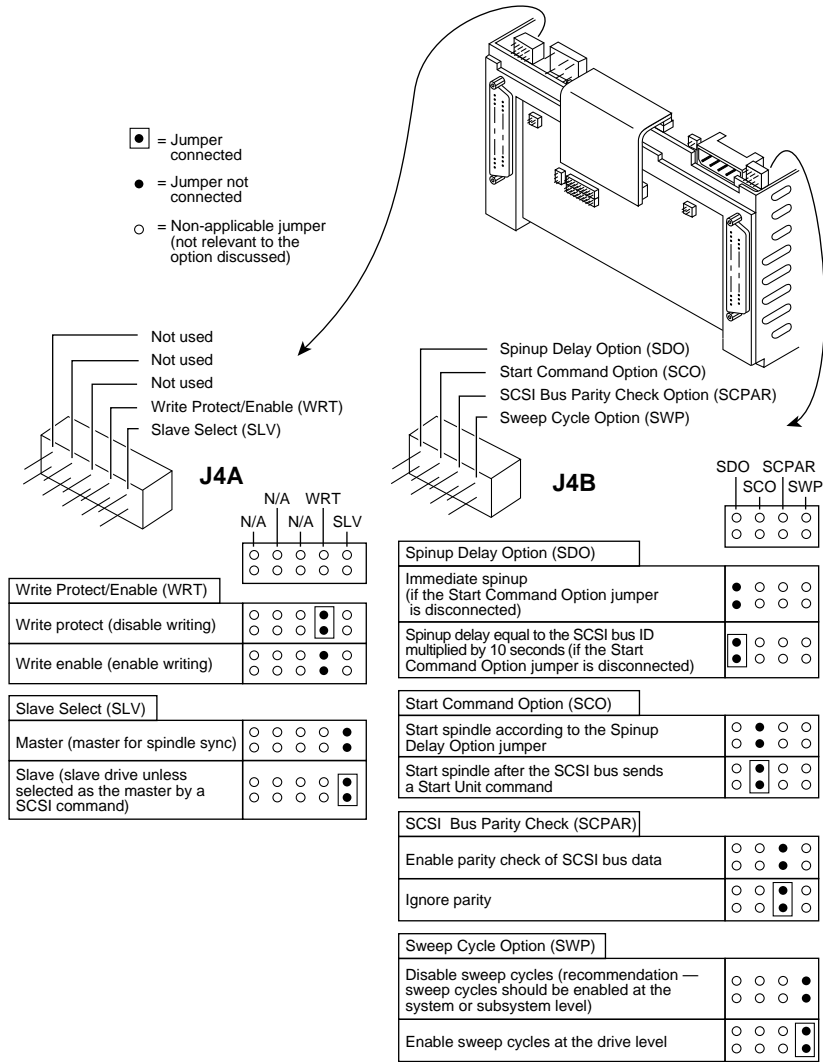 = Jumper
connected
= Jumper not
connected
= Non-applicable jumper
(not relevant to the
option discussed)
Not used
Not used
Not used
Write Protect/Enable (WRT)
Slave Select (SLV)
J4A
N/A WRT
N/A N/A SLV
Write Protect/Enable (WRT)
Write protect (disable writing)
Write enable (enable writing)
Slave Select (SLV)
Master (master for spindle sync)
Slave (slave drive unless
selected as the master by a
SCSI command)
Spinup Delay Option (SDO)
Start Command Option (SCO)
SCSI Bus Parity Check Option (SCPAR)
Sweep Cycle Option (SWP)
J4B
SDO SCPAR
SCO SWP
Spinup Delay Option (SDO)
Immediate spinup
(if the Start Command Option jumper
is disconnected)
Spinup delay equal to the SCSI bus ID
multiplied by 10 seconds (if the Start
Command Option jumper is disconnected)
Start Command Option (SCO)
Start spindle according to the Spinup
Delay Option jumper
Start spindle after the SCSI bus sends
a Start Unit command
SCSI Bus Parity Check (SCPAR)
Enable parity check of SCSI bus data
Ignore parity
Sweep Cycle Option (SWP)
Disable sweep cycles (recommendation —
sweep cycles should be enabled at the
system or subsystem level)
Enable sweep cycles at the drive level